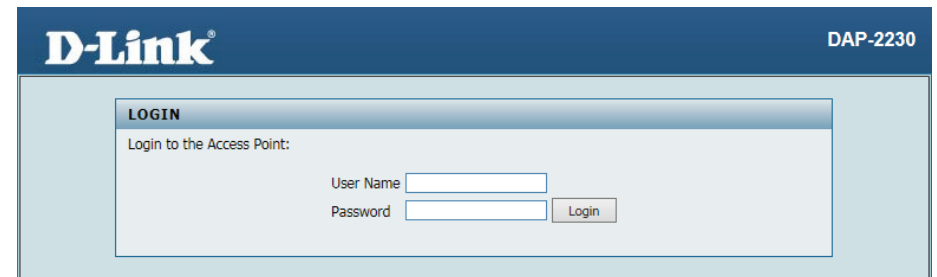 D-Link®
DAP-2230
LOGIN
Login to the Access Point:
User Name
Password Login